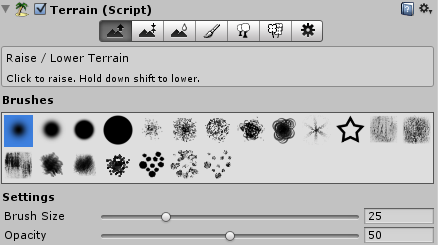 Terrain (Script)
Raise / Lower Terrain
Click to raise. Hold down shift to lower.
Brushes
Settings
Brush Size 25
Opacity 50